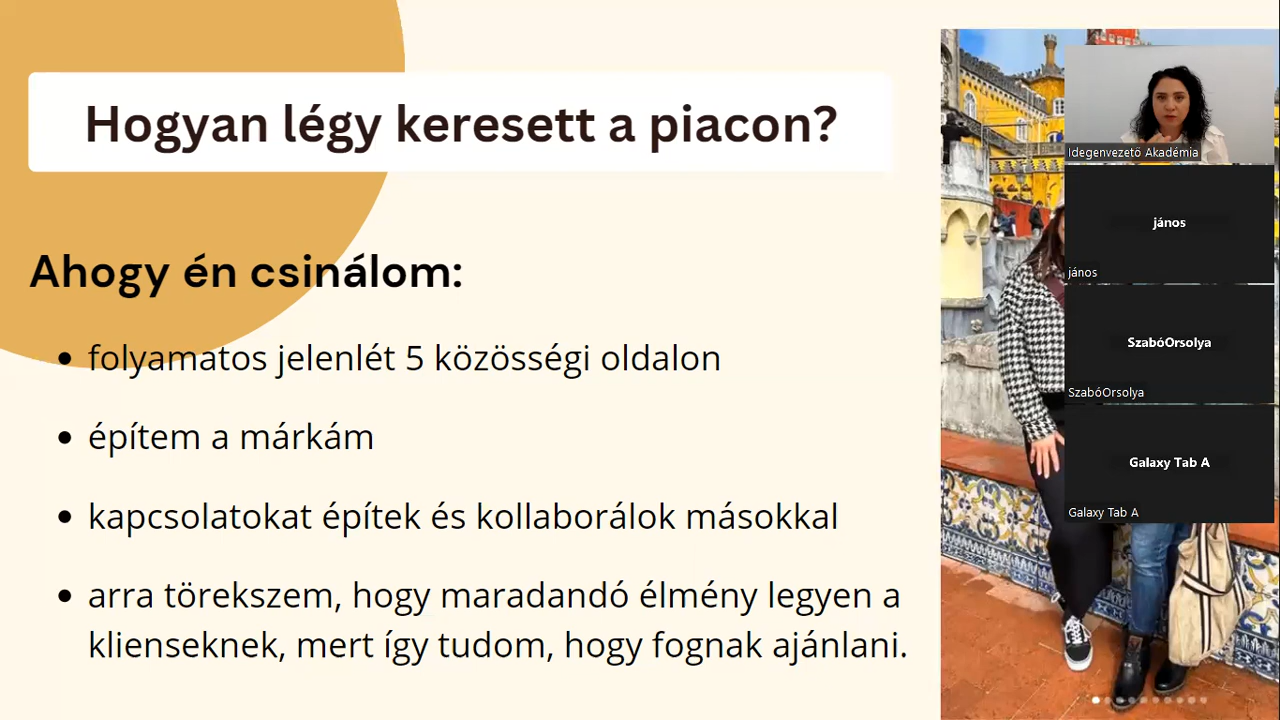 Hogyan légy keresett a piacon?
Ahogy én csinálom:
folyamatos jelenlét 5 közösségi oldalon
építem a márkám
kapcsolatokat építek és kollaborálok másokkal
arra törekszem, hogy maradandó élmény legyen a
klienseknek, mert így tudom, hogy fognak ajánlani.
Idegenvezető Akadémia
jános
jános
SzabóOrsolya
SzabóOrsolya
Galaxy Tab A
Galaxy Tab A